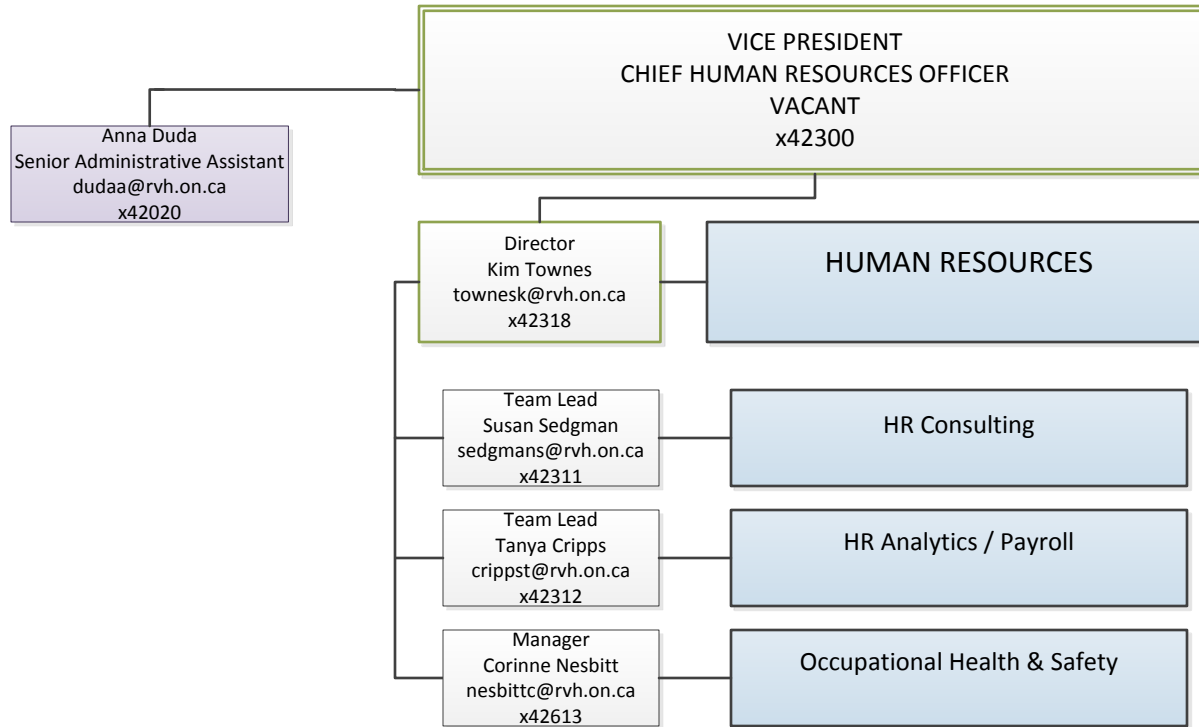 VICE PRESIDENT
CHIEF HUMAN RESOURCES OFFICER
VACANT
x42300
Anna Duda
Senior Administrative Assistant
dudaa@rvh.on.ca
x42020
Director
Kim Townes
townesk@rvh.on.ca
x42318
HUMAN RESOURCES
Team Lead
Susan Sedgman
sedgmans@rvh.on.ca
x42311
HR Consulting
Team Lead
Tanya Cripps
crippst@rvh.on.ca
x42312
HR Analytics / Payroll
Manager
Corinne Nesbitt
nesbittc@rvh.on.ca
x42613
Occupational Health & Safety